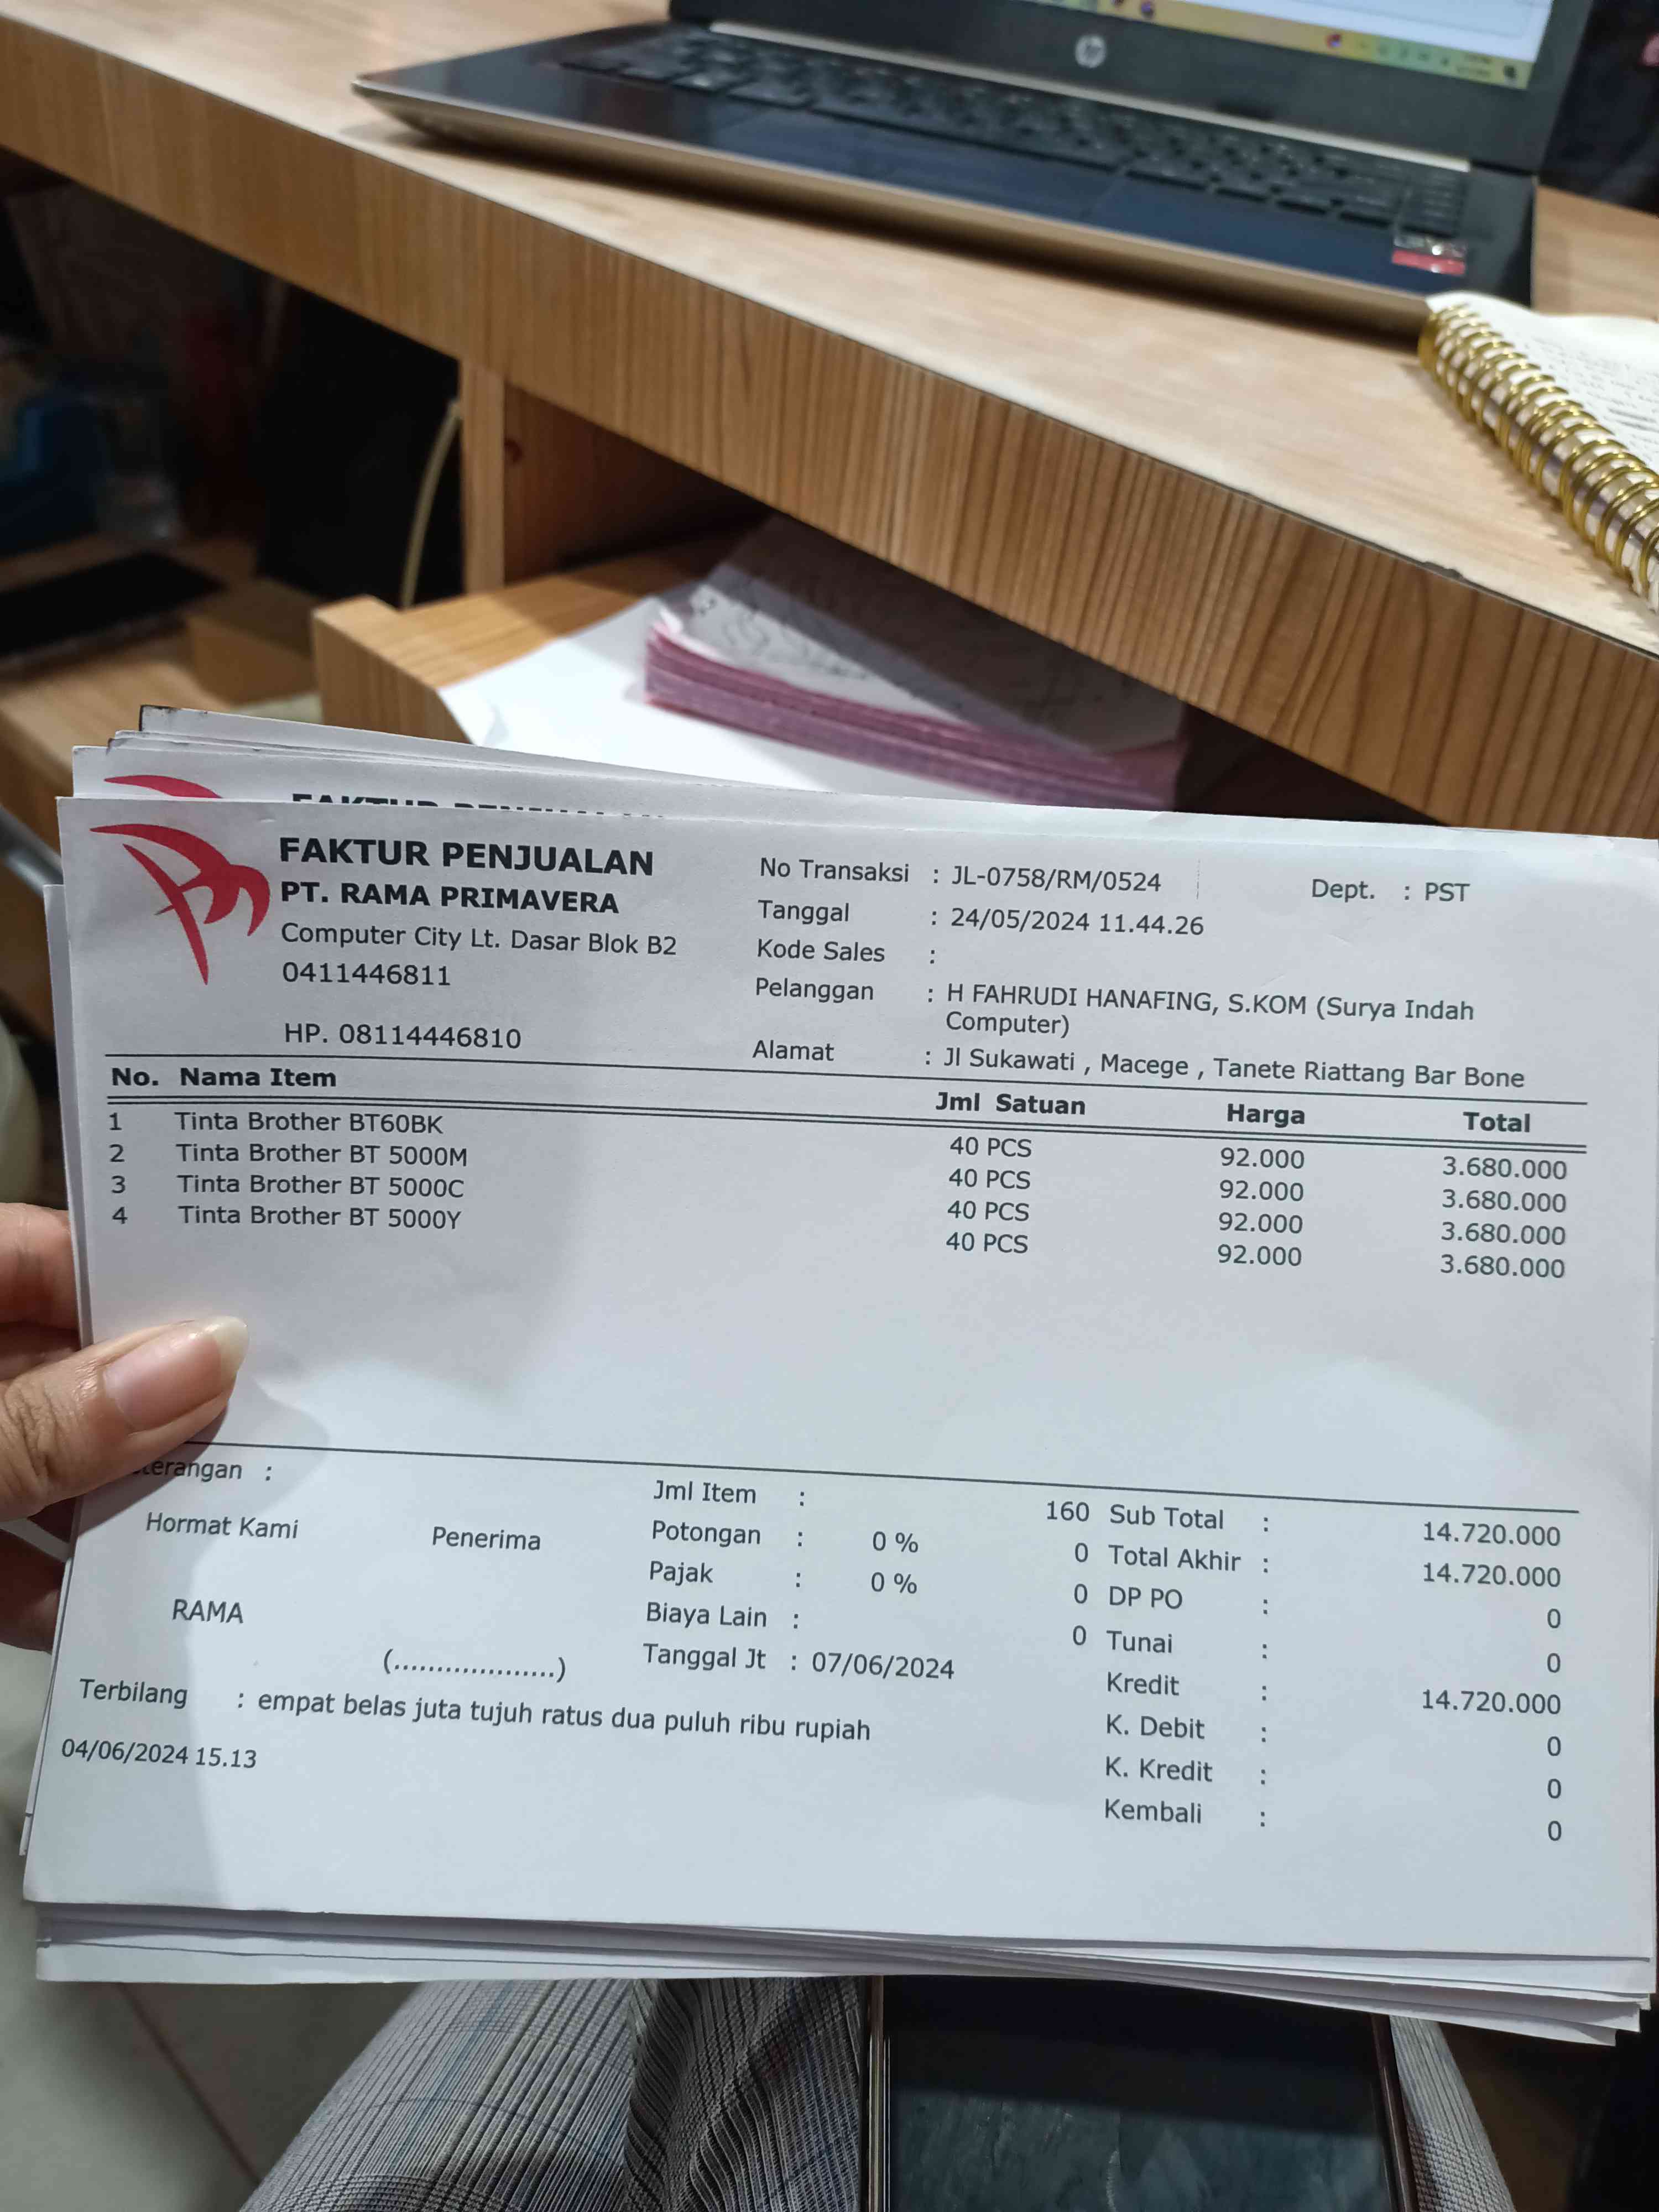 FAKTUR PENJUALAN
PT. RAMA PRIMAVERA
Computer City Lt. Dasar Blok B2
0411446811
HP. 08114446810
No Transaksi : JL-0758/RM/0524
Dept. : PST
Tanggal : 24/05/2024 11.44.26
Kode Sales :
Pelanggan : H FAHRUDI HANAFING, S.KOM (Surya Indah
Computer)
Alamat : Jl Sukawati , Macege , Tanete Riattang Bar Bone
No. Nama Item Jml Satuan Harga Total
1 Tinta Brother BT60BK 40 PCS 92.000 3.680.000
2 Tinta Brother BT 5000M 40 PCS 92.000 3.680.000
3 Tinta Brother BT 5000C 40 PCS 92.000 3.680.000
4 Tinta Brother BT 5000Y 40 PCS 92.000 3.680.000
terangan :
Hormat Kami Penerima
RAMA
(...................)
Jml Item : 160
Potongan : 0 % 0
Pajak : 0 % 0
Biaya Lain : 0
Tanggal Jt : 07/06/2024
Sub Total : 14.720.000
Total Akhir : 14.720.000
DP PO : 0
Tunai : 0
Kredit : 14.720.000
K. Debit : 0
K. Kredit : 0
Kembali : 0
Terbilang : empat belas juta tujuh ratus dua puluh ribu rupiah
04/06/2024 15.13
hp